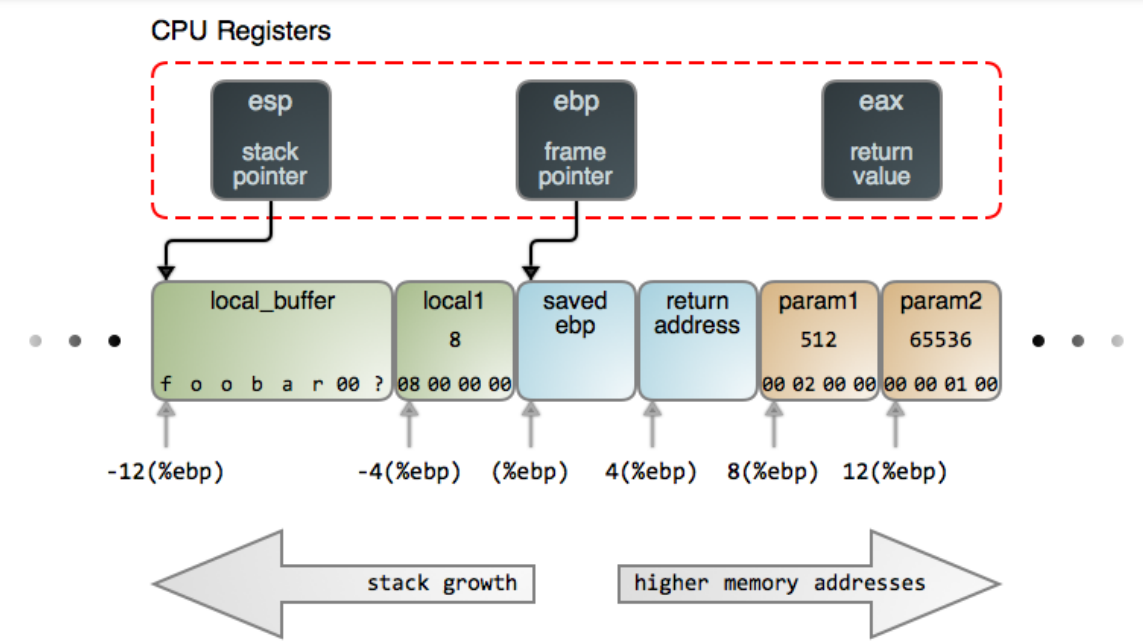 CPU Registers
esp
stack
pointer
ebp
frame
pointer
eax
return
value
local_buffer
f o o b a r 00 ?
local1
8
08 00 00 00
saved
ebp
return
address
param1
512
00 02 00 00
param2
65536
00 00 01 00
-12(%ebp)
-4(%ebp)
(%ebp)
4(%ebp)
8(%ebp)
12(%ebp)
stack growth
higher memory addresses